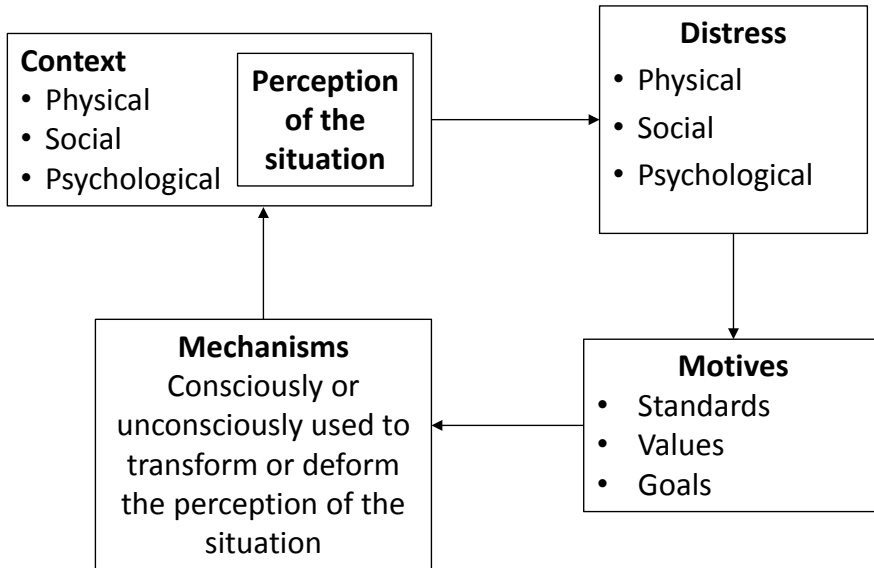 Context
• Physical
• Social
• Psychological
Perception
of the
situation
Distress
• Physical
• Social
• Psychological
Mechanisms
Consciously or
unconsciously used to
transform or deform
the perception of the
situation
Motives
• Standards
• Values
• Goals